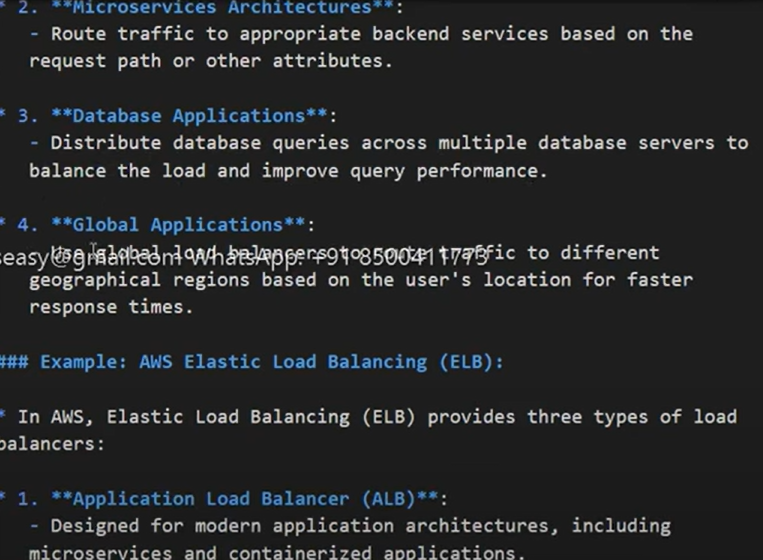 * 2. **Microservices Architectures**:
- Route traffic to appropriate backend services based on the
request path or other attributes.
* 3. **Database Applications**:
- Distribute database queries across multiple database servers to
balance the load and improve query performance.
* 4. **Global Applications**:
- Use global load balancers to route traffic to different
seasy@gmail.com WhatsApp: +91 8500411773
geographical regions based on the user's location for faster
response times.
### Example: AWS Elastic Load Balancing (ELB):
* In AWS, Elastic Load Balancing (ELB) provides three types of load
balancers:
* 1. **Application Load Balancer (ALB)**:
- Designed for modern application architectures, including
microservices and containerized applications.